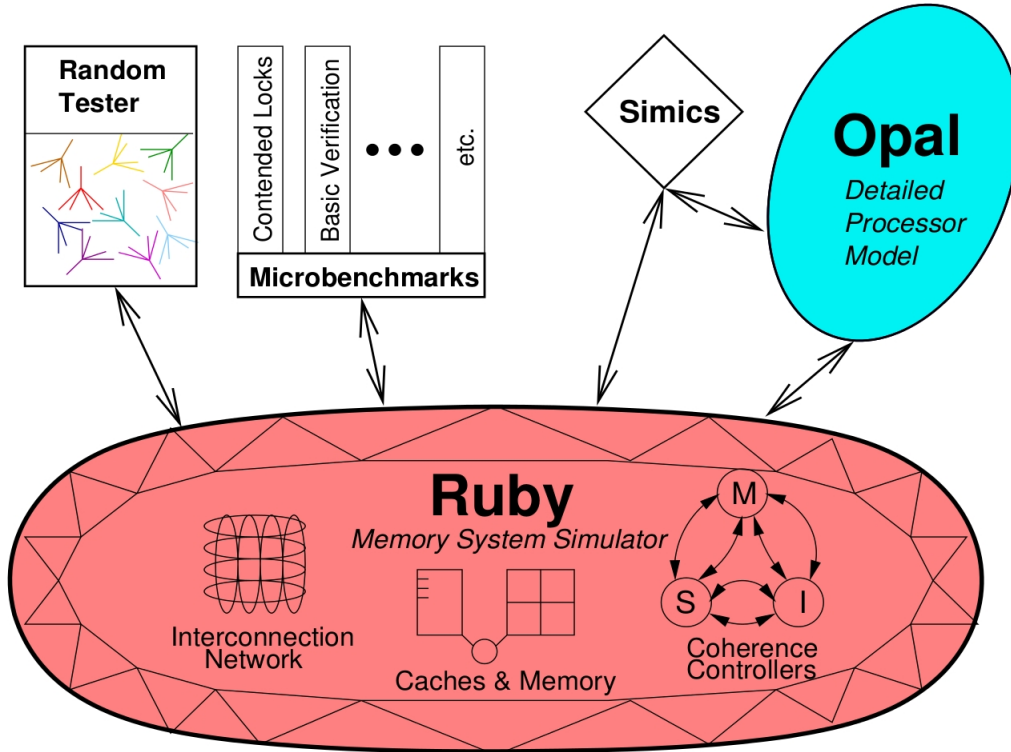 Random
Tester
Contended Locks
Basic Verification
etc.
Microbenchmarks
Simics
Opal
Detailed
Processor
Model
Ruby
Memory System Simulator
Interconnection
Network
Caches & Memory
M
S
I
Coherence
Controllers